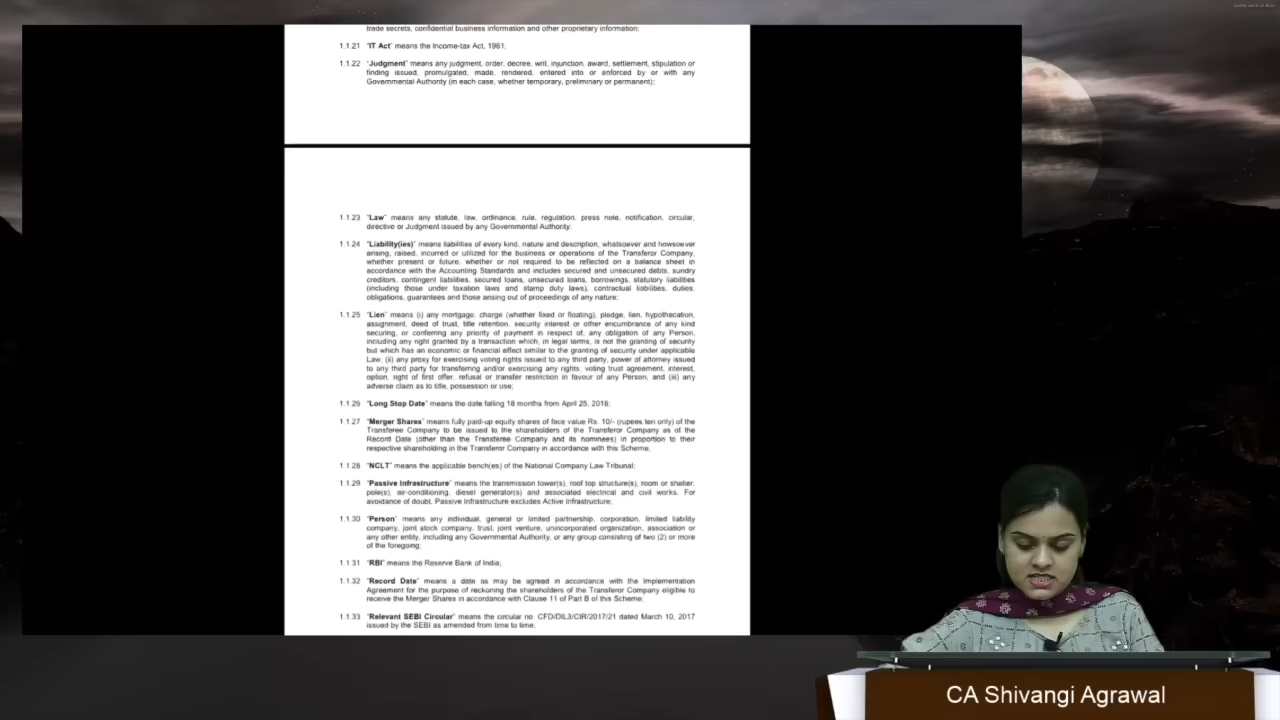 trade secrets, confidential business information and other proprietary information;
1.1.21 "IT Act" means the Income-tax Act, 1961;
1.1.22 "Judgment" means any judgment, order, decree, writ, injunction, award, settlement, stipulation or
finding issued, promulgated, made, rendered, entered into or enforced by or with any
Governmental Authority (in each case, whether temporary, preliminary or permanent);
1.1.23 "Law" means any statute, law, ordinance, rule, regulation, press note, notification, circular,
directive or Judgment issued by any Governmental Authority.
1.1.24 "Liability(ies)" means liabilities of every kind, nature and description, whatsoever and howsoever
arising, raised, incurred or utilized for the business or operations of the Transferor Company,
whether present or future, whether or not required to be reflected on a balance sheet in
accordance with the Accounting Standards and includes secured and unsecured debts, sundry
creditors, contingent liabilities, secured loans, unsecured loans, borrowings, statutory liabilities
(including those under taxation laws and stamp duty laws), contractual liabilities, duties,
obligations, guarantees and those arising out of proceedings of any nature;
1.1.25 "Lien" means (i) any mortgage, charge (whether fixed or floating), pledge, lien, hypothecation,
assignment, deed of trust, title retention, security interest or other encumbrance of any kind
securing, or conferring any priority of payment in respect of, any obligation of any Person,
including any right granted by a transaction which, in legal terms, is not the granting of security
but which has an economic or financial effect similar to the granting of security under applicable
Law, (ii) any proxy for exercising voting rights issued to any third party, power of attorney issued
to any third party for transferring and/or exercising any rights, voting trust agreement, interest,
option, right of first offer, refusal or transfer restriction in favour of any Person, and (iii) any
adverse claim as to title, possession or use;
1.1.26 "Long Stop Date" means the date falling 18 months from April 25, 2018;
1.1.27 "Merger Shares" means fully paid-up equity shares of face value Rs. 10/- (rupees ten only) of the
Transferee Company to be issued to the shareholders of the Transferor Company as of the
Record Date (other than the Transferee Company and its nominees) in proportion to their
respective shareholding in the Transferor Company in accordance with this Scheme,
1.1.28 "NCLT" means the applicable bench(es) of the National Company Law Tribunal;
1.1.29 "Passive Infrastructure" means the transmission tower(s), roof top structure(s), room or shelter,
pole(s), air-conditioning, diesel generator(s) and associated electrical and civil works. For
avoidance of doubt, Passive Infrastructure excludes Active Infrastructure;
1.1.30 "Person" means any individual, general or limited partnership, corporation, limited liability
company, joint stock company, trust, joint venture, unincorporated organization, association or
any other entity, including any Governmental Authority, or any group consisting of two (2) or more
of the foregoing;
1.1.31 "RBI" means the Reserve Bank of India;
1.1.32 "Record Date" means a date as may be agreed in accordance with the Implementation
Agreement for the purpose of reckoning the shareholders of the Transferor Company eligible to
receive the Merger Shares in accordance with Clause 11 of Part B of this Scheme;
1.1.33 "Relevant SEBI Circular" means the circular no. CFD/DIL3/CIR/2017/21 dated March 10, 2017
issued by the SEBI as amended from time to time.
CA Shivangi Agrawal